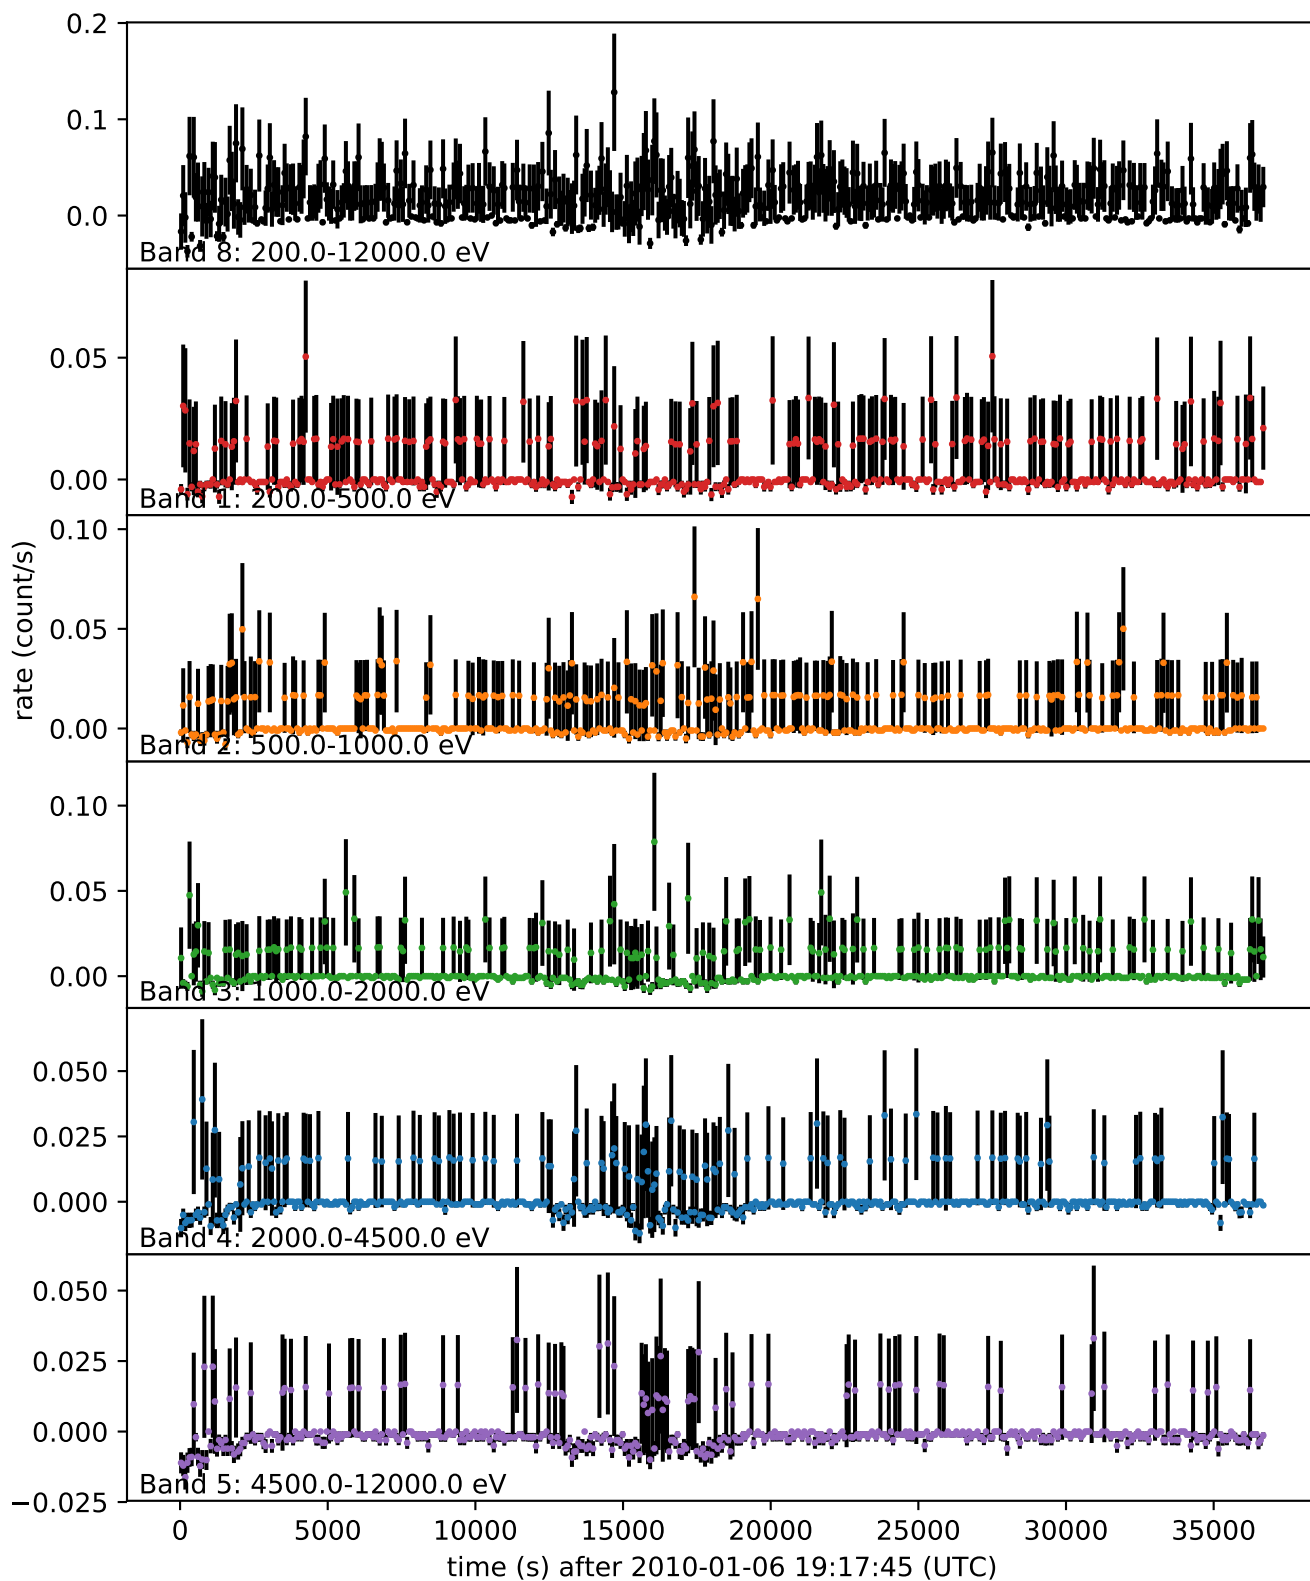 0.2
0.1
0.0
Band 8: 200.0-12000.0 eV
0.05
0.00
Band 1: 200.0-500.0 eV
0.10
0.05
0.00
Band 2: 500.0-1000.0 eV
rate (count/s)
0.10
0.05
0.00
Band 3: 1000.0-2000.0 eV
0.050
0.025
0.000
Band 4: 2000.0-4500.0 eV
0.050
0.025
0.000
−0.025
Band 5: 4500.0-12000.0 eV
0 5000 10000 15000 20000 25000 30000 35000
time (s) after 2010-01-06 19:17:45 (UTC)